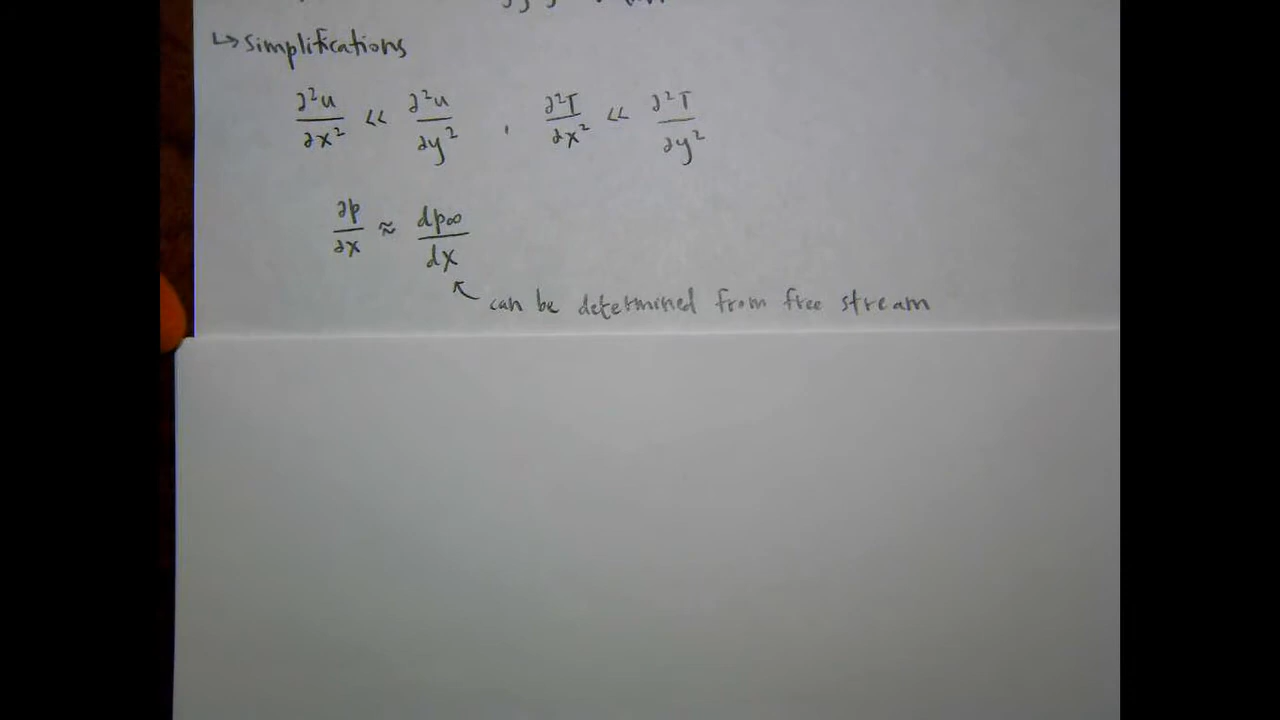 ↳ Simplifications
∂²u/∂x² << ∂²u/∂y² , ∂²T/∂x² << ∂²T/∂y²
∂p/∂x ≈ dp∞/dx
↖ can be determined from free stream